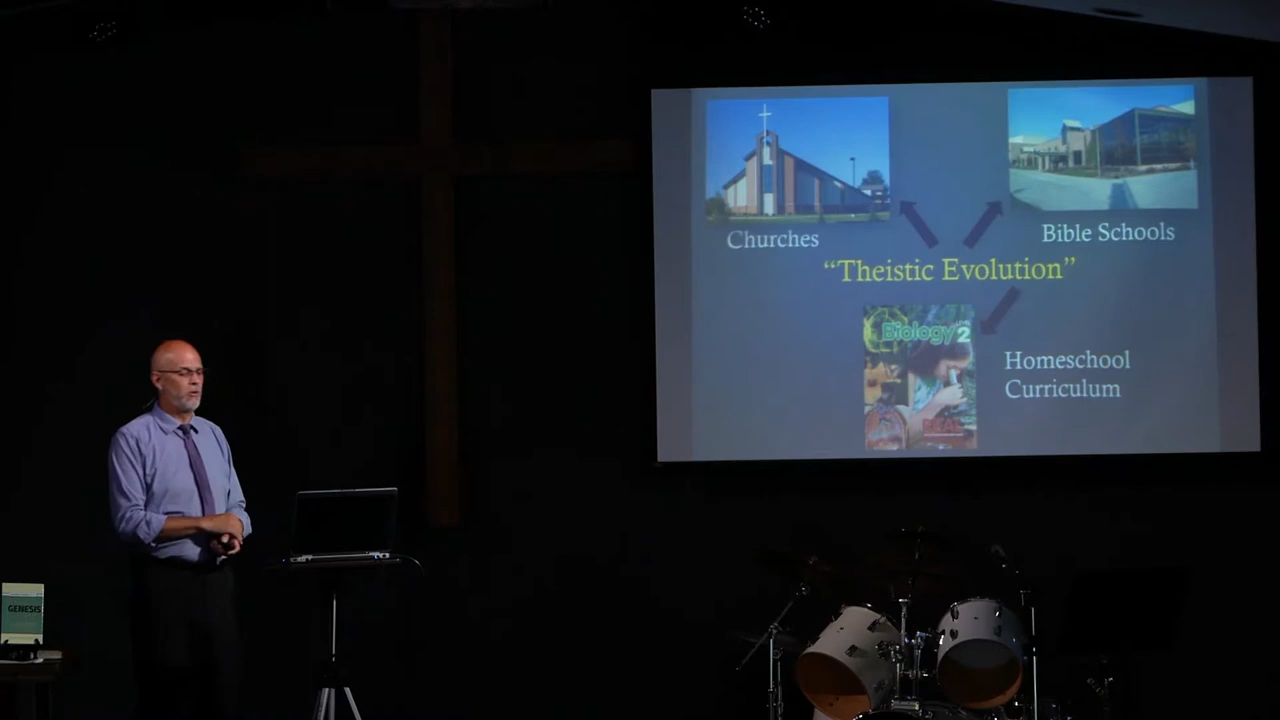 Churches
Bible Schools
“Theistic Evolution”
Biology 2
Homeschool
Curriculum
GENESIS